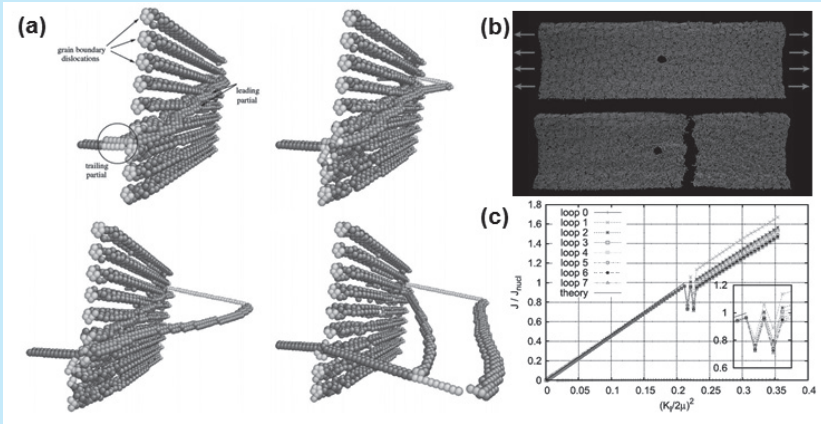 (a)
grain boundary
dislocations
leading
partial
trailing
partial
(b)
(c)
loop 0
loop 1
loop 2
loop 3
loop 4
loop 5
loop 6
loop 7
theory
1.8
1.6
1.4
1.2
1
0.8
0.6
0.4
0.2
0
J / Jnucl
1.2
1
0.8
0.6
0 0.05 0.1 0.15 0.2 0.25 0.3 0.35 0.4
(KI/2μ)²